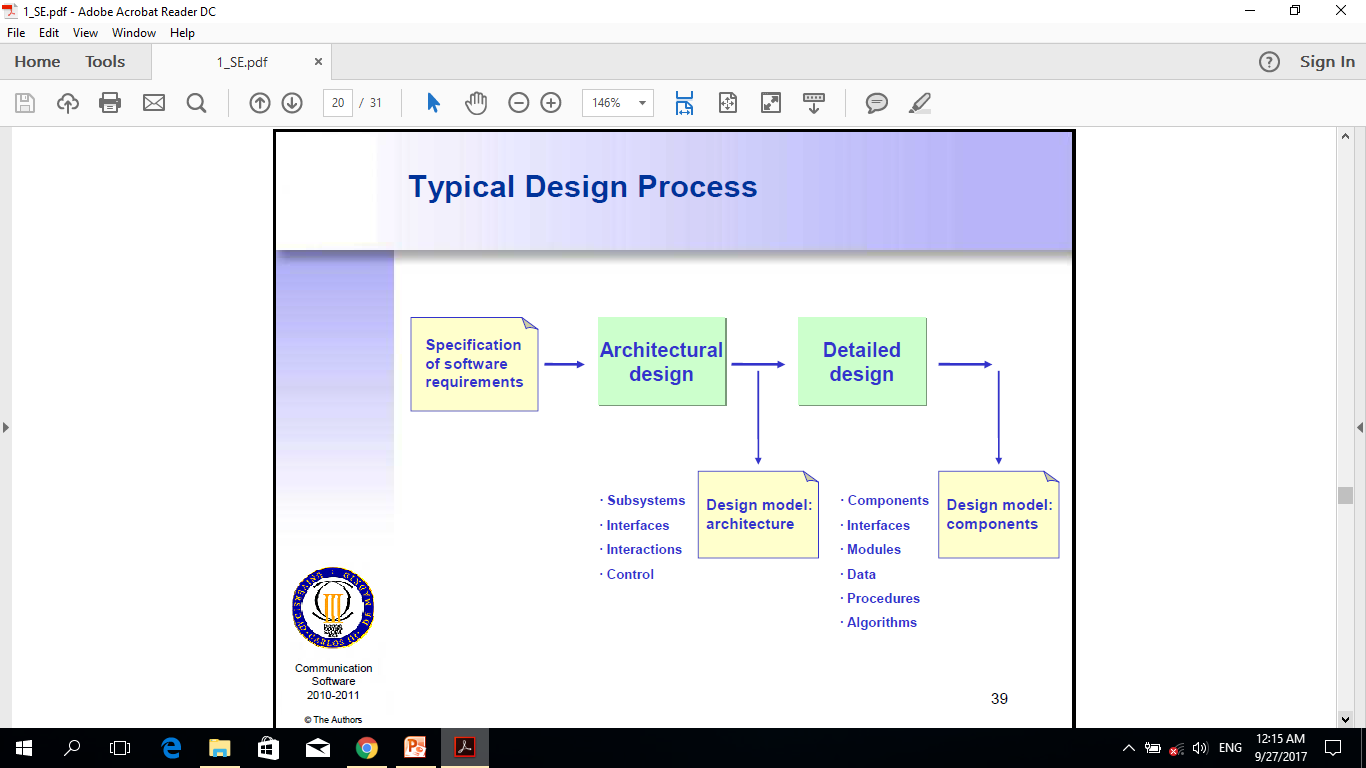 1_SE.pdf - Adobe Acrobat Reader DC
File Edit View Window Help
Home Tools 1_SE.pdf × ? Sign In
20 / 31 146%
Typical Design Process
Specification
of software
requirements
Architectural
design
Detailed
design
· Subsystems
· Interfaces
· Interactions
· Control
Design model:
architecture
· Components
· Interfaces
· Modules
· Data
· Procedures
· Algorithms
Design model:
components
Communication
Software
2010-2011
© The Authors
39
ENG
12:15 AM
9/27/2017